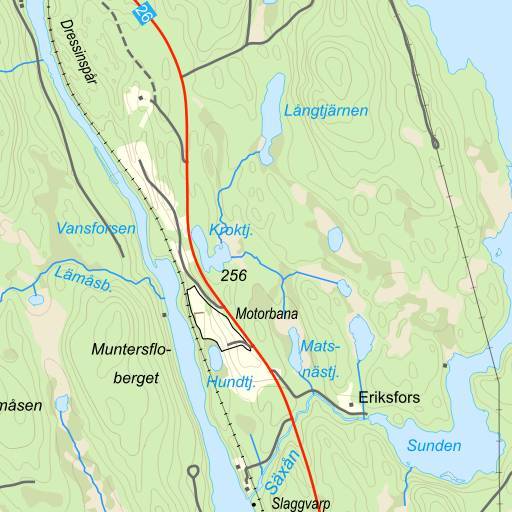 26
Dressinspår
Långtjärnen
Vansforsen
Kroktj.
Lämåsb.
256
Motorbana
Muntersflo-
berget
Mats-
nästj.
Hundtj.
måsen
Eriksfors
Sunden
Säxån
Slaggvarp